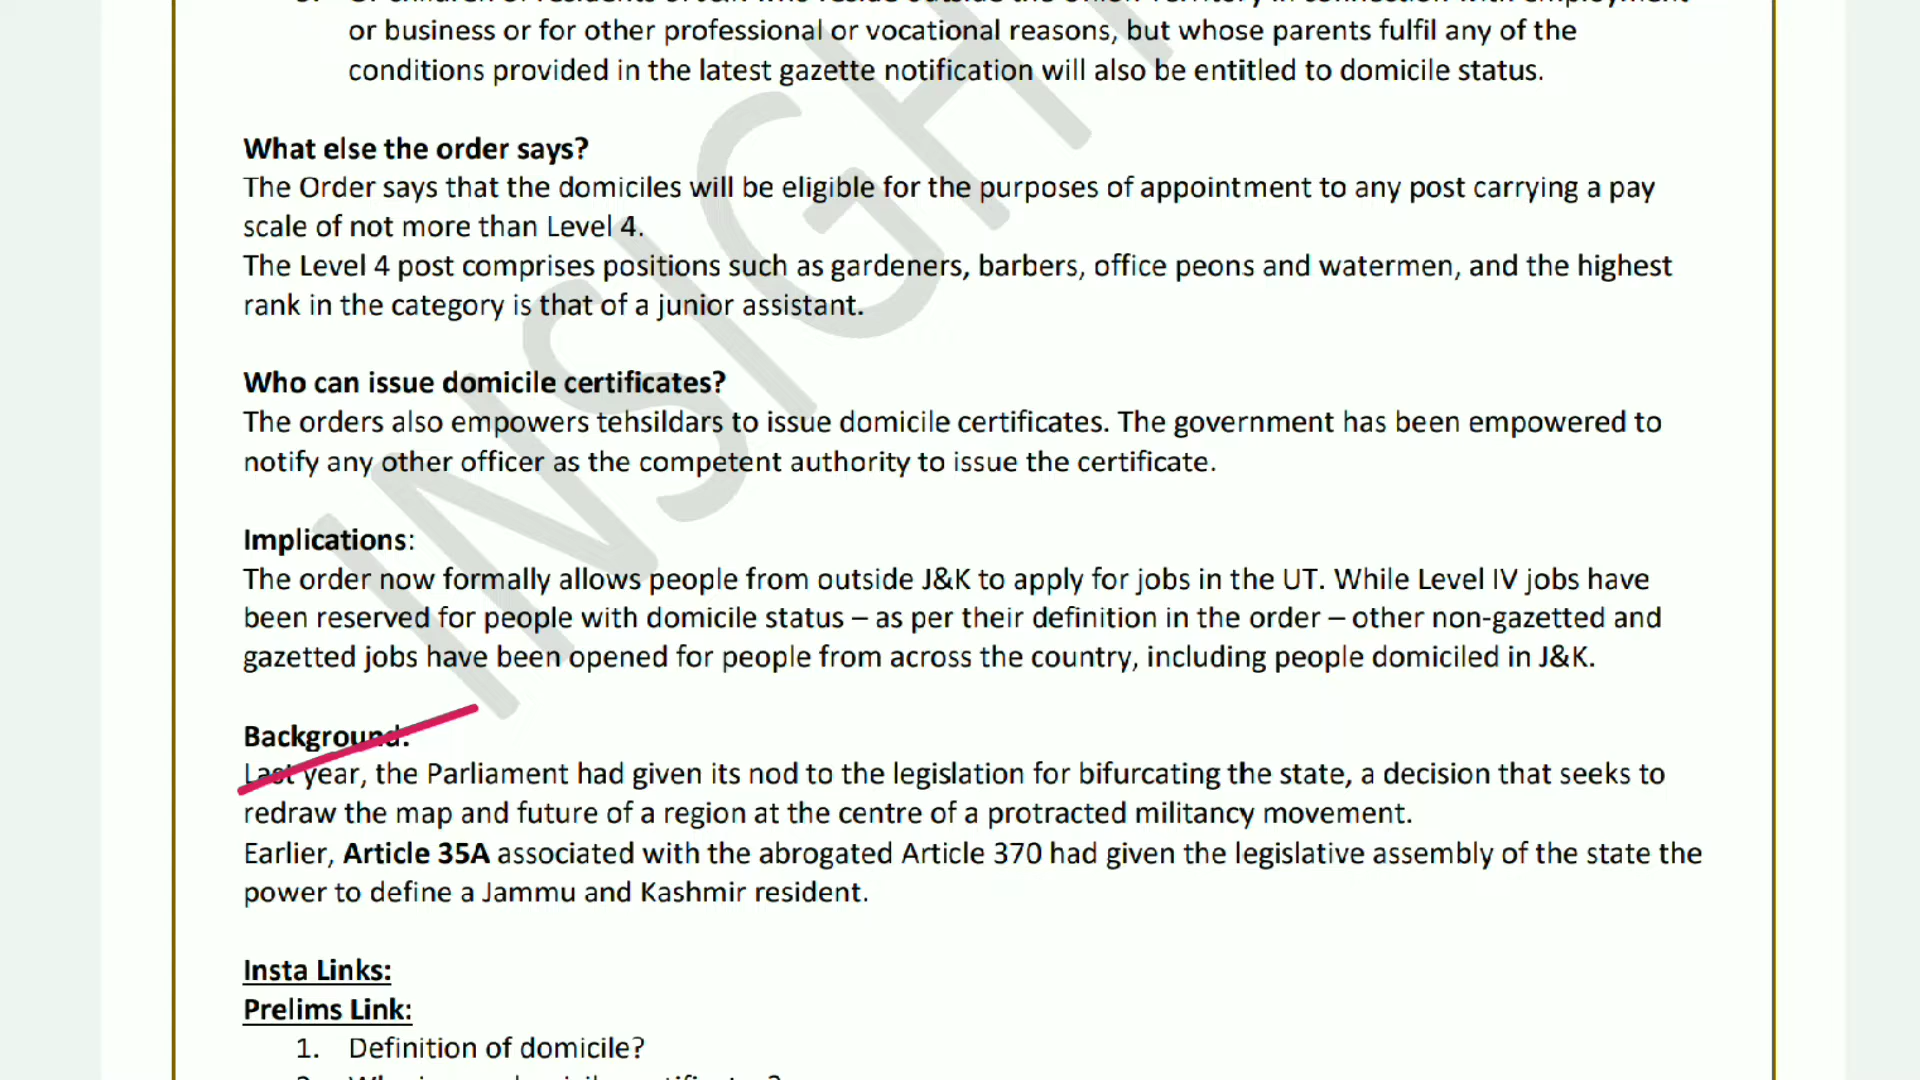 or business or for other professional or vocational reasons, but whose parents fulfil any of the
conditions provided in the latest gazette notification will also be entitled to domicile status.
What else the order says?
The Order says that the domiciles will be eligible for the purposes of appointment to any post carrying a pay
scale of not more than Level 4.
The Level 4 post comprises positions such as gardeners, barbers, office peons and watermen, and the highest
rank in the category is that of a junior assistant.
Who can issue domicile certificates?
The orders also empowers tehsildars to issue domicile certificates. The government has been empowered to
notify any other officer as the competent authority to issue the certificate.
Implications:
The order now formally allows people from outside J&K to apply for jobs in the UT. While Level IV jobs have
been reserved for people with domicile status – as per their definition in the order – other non-gazetted and
gazetted jobs have been opened for people from across the country, including people domiciled in J&K.
Background:
Last year, the Parliament had given its nod to the legislation for bifurcating the state, a decision that seeks to
redraw the map and future of a region at the centre of a protracted militancy movement.
Earlier, Article 35A associated with the abrogated Article 370 had given the legislative assembly of the state the
power to define a Jammu and Kashmir resident.
Insta Links:
Prelims Link:
1. Definition of domicile?
INSIGH